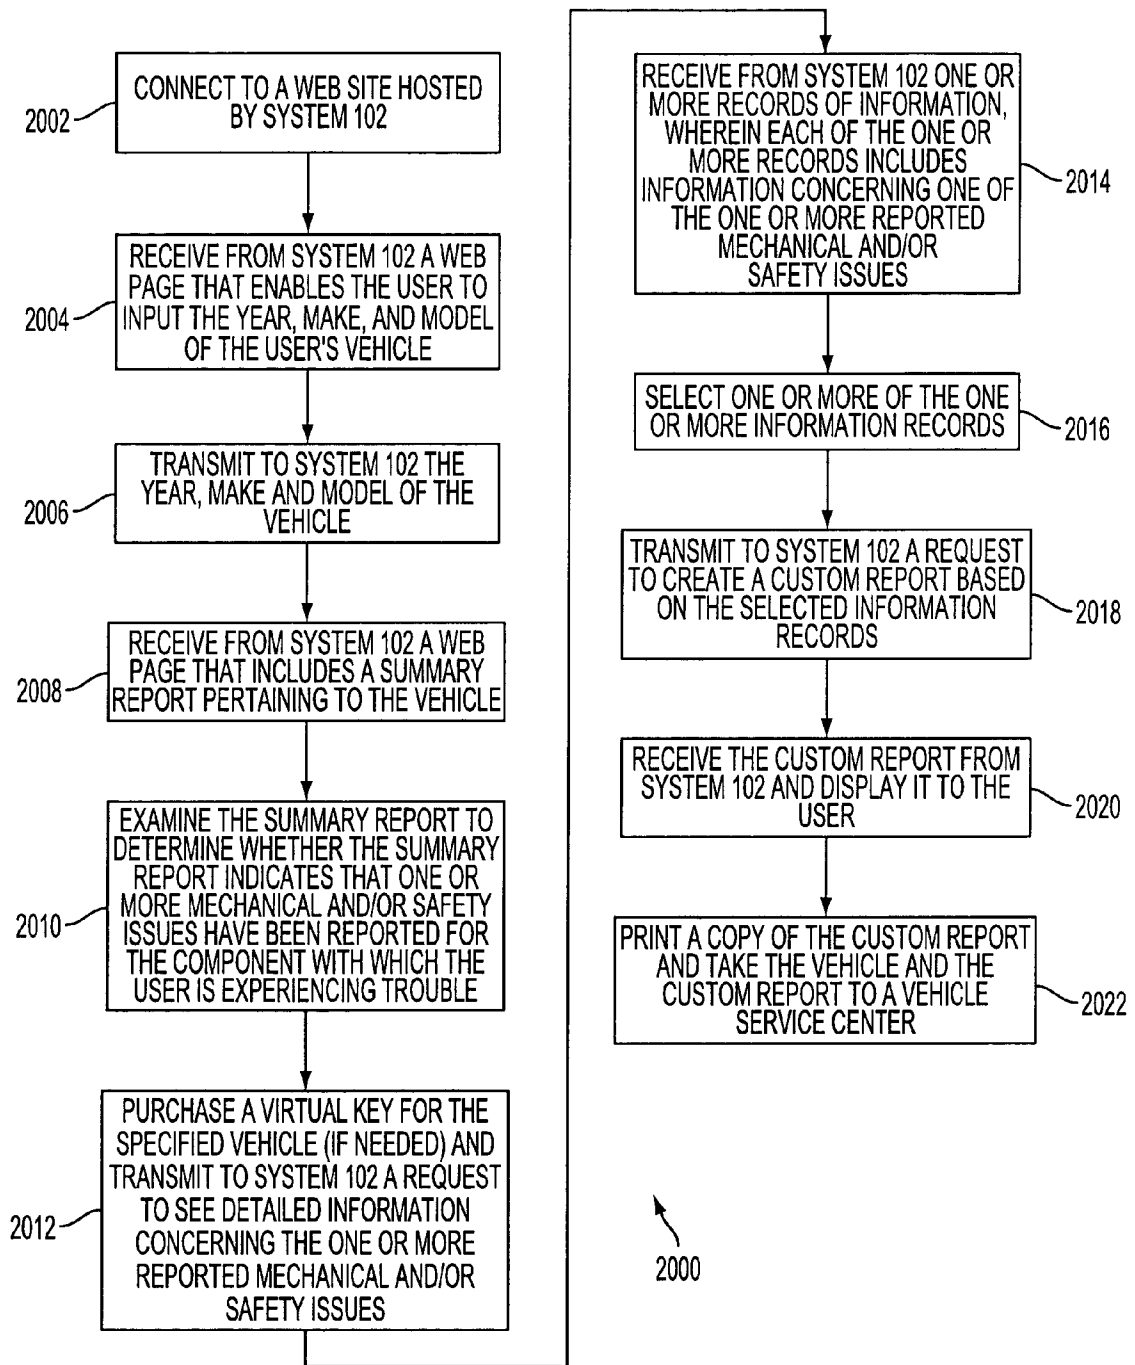 2002
CONNECT TO A WEB SITE HOSTED
BY SYSTEM 102
2004
RECEIVE FROM SYSTEM 102 A WEB
PAGE THAT ENABLES THE USER TO
INPUT THE YEAR, MAKE, AND MODEL
OF THE USER'S VEHICLE
2006
TRANSMIT TO SYSTEM 102 THE
YEAR, MAKE AND MODEL OF THE
VEHICLE
2008
RECEIVE FROM SYSTEM 102 A WEB
PAGE THAT INCLUDES A SUMMARY
REPORT PERTAINING TO THE VEHICLE
2010
EXAMINE THE SUMMARY REPORT TO
DETERMINE WHETHER THE SUMMARY
REPORT INDICATES THAT ONE OR
MORE MECHANICAL AND/OR SAFETY
ISSUES HAVE BEEN REPORTED FOR
THE COMPONENT WITH WHICH THE
USER IS EXPERIENCING TROUBLE
2012
PURCHASE A VIRTUAL KEY FOR THE
SPECIFIED VEHICLE (IF NEEDED) AND
TRANSMIT TO SYSTEM 102 A REQUEST
TO SEE DETAILED INFORMATION
CONCERNING THE ONE OR MORE
REPORTED MECHANICAL AND/OR
SAFETY ISSUES
RECEIVE FROM SYSTEM 102 ONE OR
MORE RECORDS OF INFORMATION,
WHEREIN EACH OF THE ONE OR
MORE RECORDS INCLUDES
INFORMATION CONCERNING ONE OF
THE ONE OR MORE REPORTED
MECHANICAL AND/OR
SAFETY ISSUES
2014
SELECT ONE OR MORE OF THE ONE
OR MORE INFORMATION RECORDS
2016
TRANSMIT TO SYSTEM 102 A REQUEST
TO CREATE A CUSTOM REPORT BASED
ON THE SELECTED INFORMATION
RECORDS
2018
RECEIVE THE CUSTOM REPORT FROM
SYSTEM 102 AND DISPLAY IT TO THE
USER
2020
PRINT A COPY OF THE CUSTOM REPORT
AND TAKE THE VEHICLE AND THE
CUSTOM REPORT TO A VEHICLE
SERVICE CENTER
2022
2000